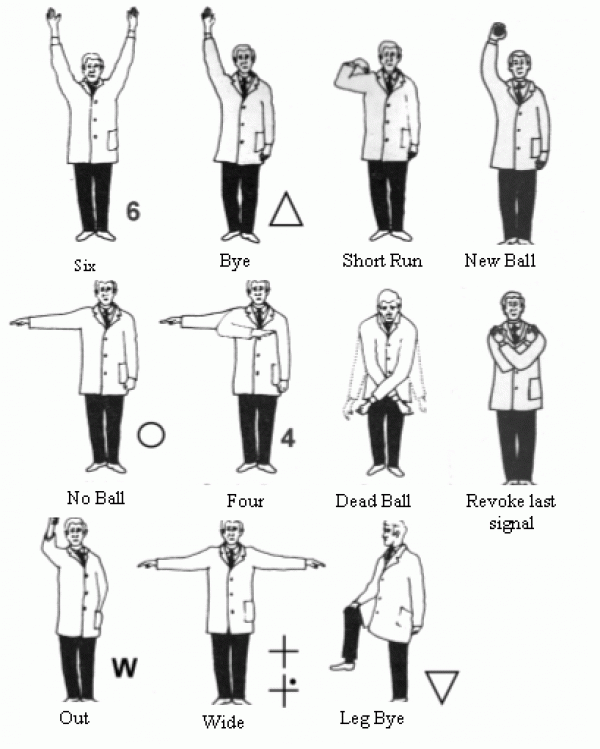 6
Six
Bye
Short Run
New Ball
No Ball
4
Four
Dead Ball
Revoke last
signal
W
Out
Wide
Leg Bye